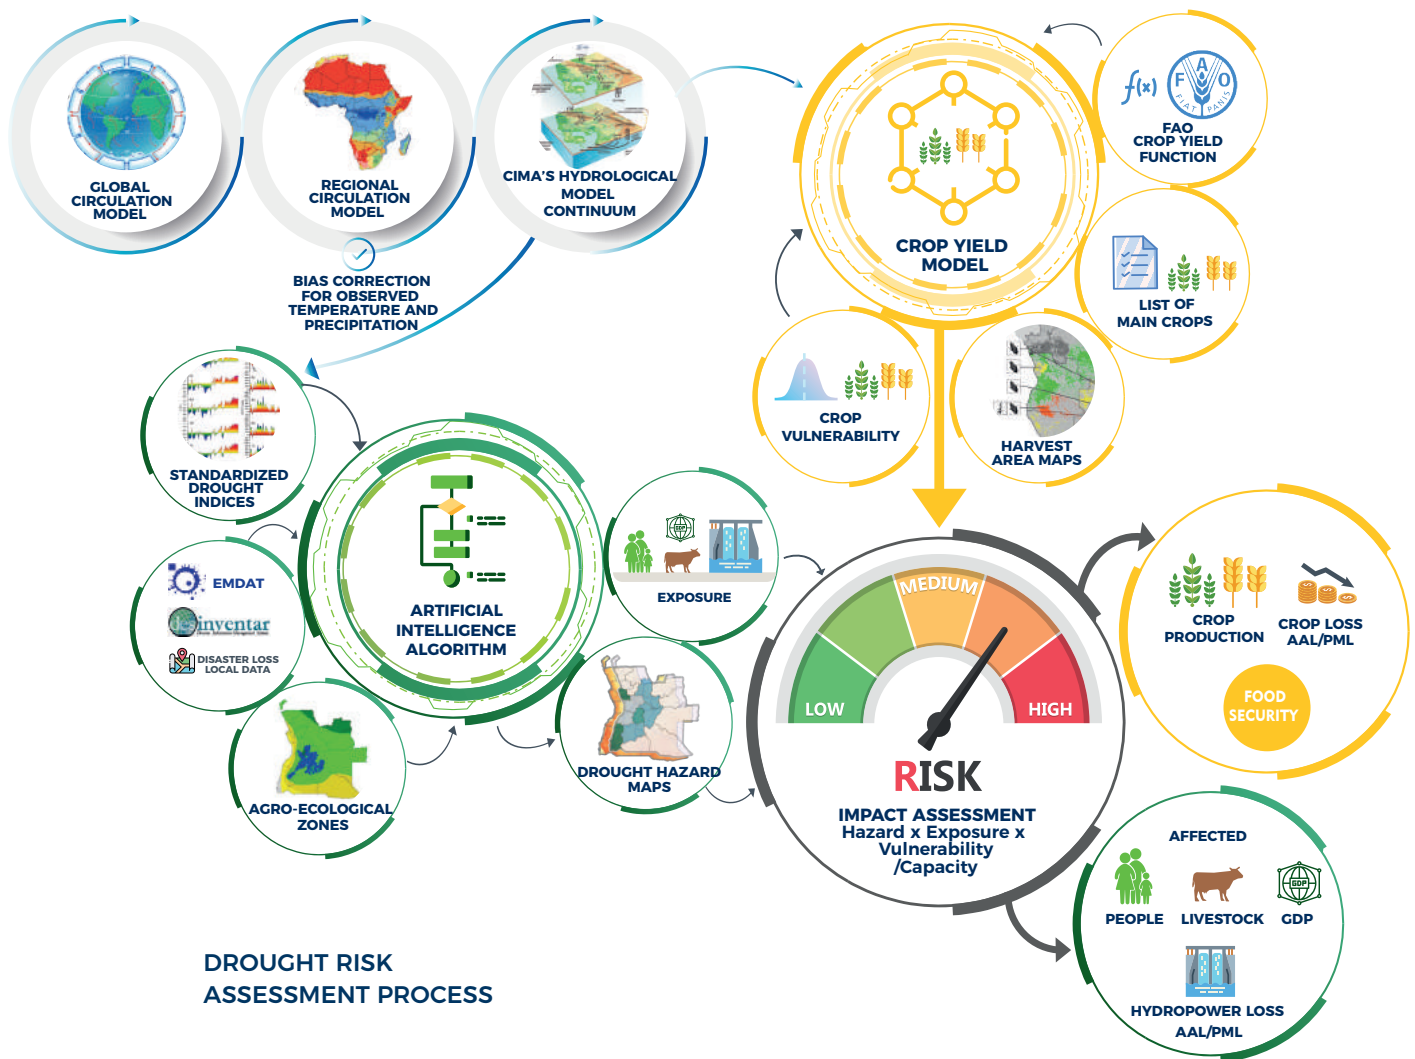 GLOBAL
CIRCULATION
MODEL
REGIONAL
CIRCULATION
MODEL
CIMA'S HYDROLOGICAL
MODEL
CONTINUUM
BIAS CORRECTION
FOR OBSERVED
TEMPERATURE AND
PRECIPITATION
CROP YIELD
MODEL
f(x)
F A O
FIAT PANIS
FAO
CROP YIELD
FUNCTION
LIST OF
MAIN CROPS
CROP
VULNERABILITY
HARVEST
AREA MAPS
STANDARDIZED
DROUGHT
INDICES
EMDAT
desinventar
DISASTER LOSS
LOCAL DATA
AGRO-ECOLOGICAL
ZONES
ARTIFICIAL
INTELLIGENCE
ALGORITHM
GDP
EXPOSURE
DROUGHT HAZARD
MAPS
LOW
MEDIUM
HIGH
RISK
IMPACT ASSESSMENT
Hazard x Exposure x
Vulnerability
/Capacity
CROP
PRODUCTION
CROP LOSS
AAL/PML
FOOD
SECURITY
AFFECTED
GDP
PEOPLE LIVESTOCK GDP
HYDROPOWER LOSS
AAL/PML
DROUGHT RISK
ASSESSMENT PROCESS